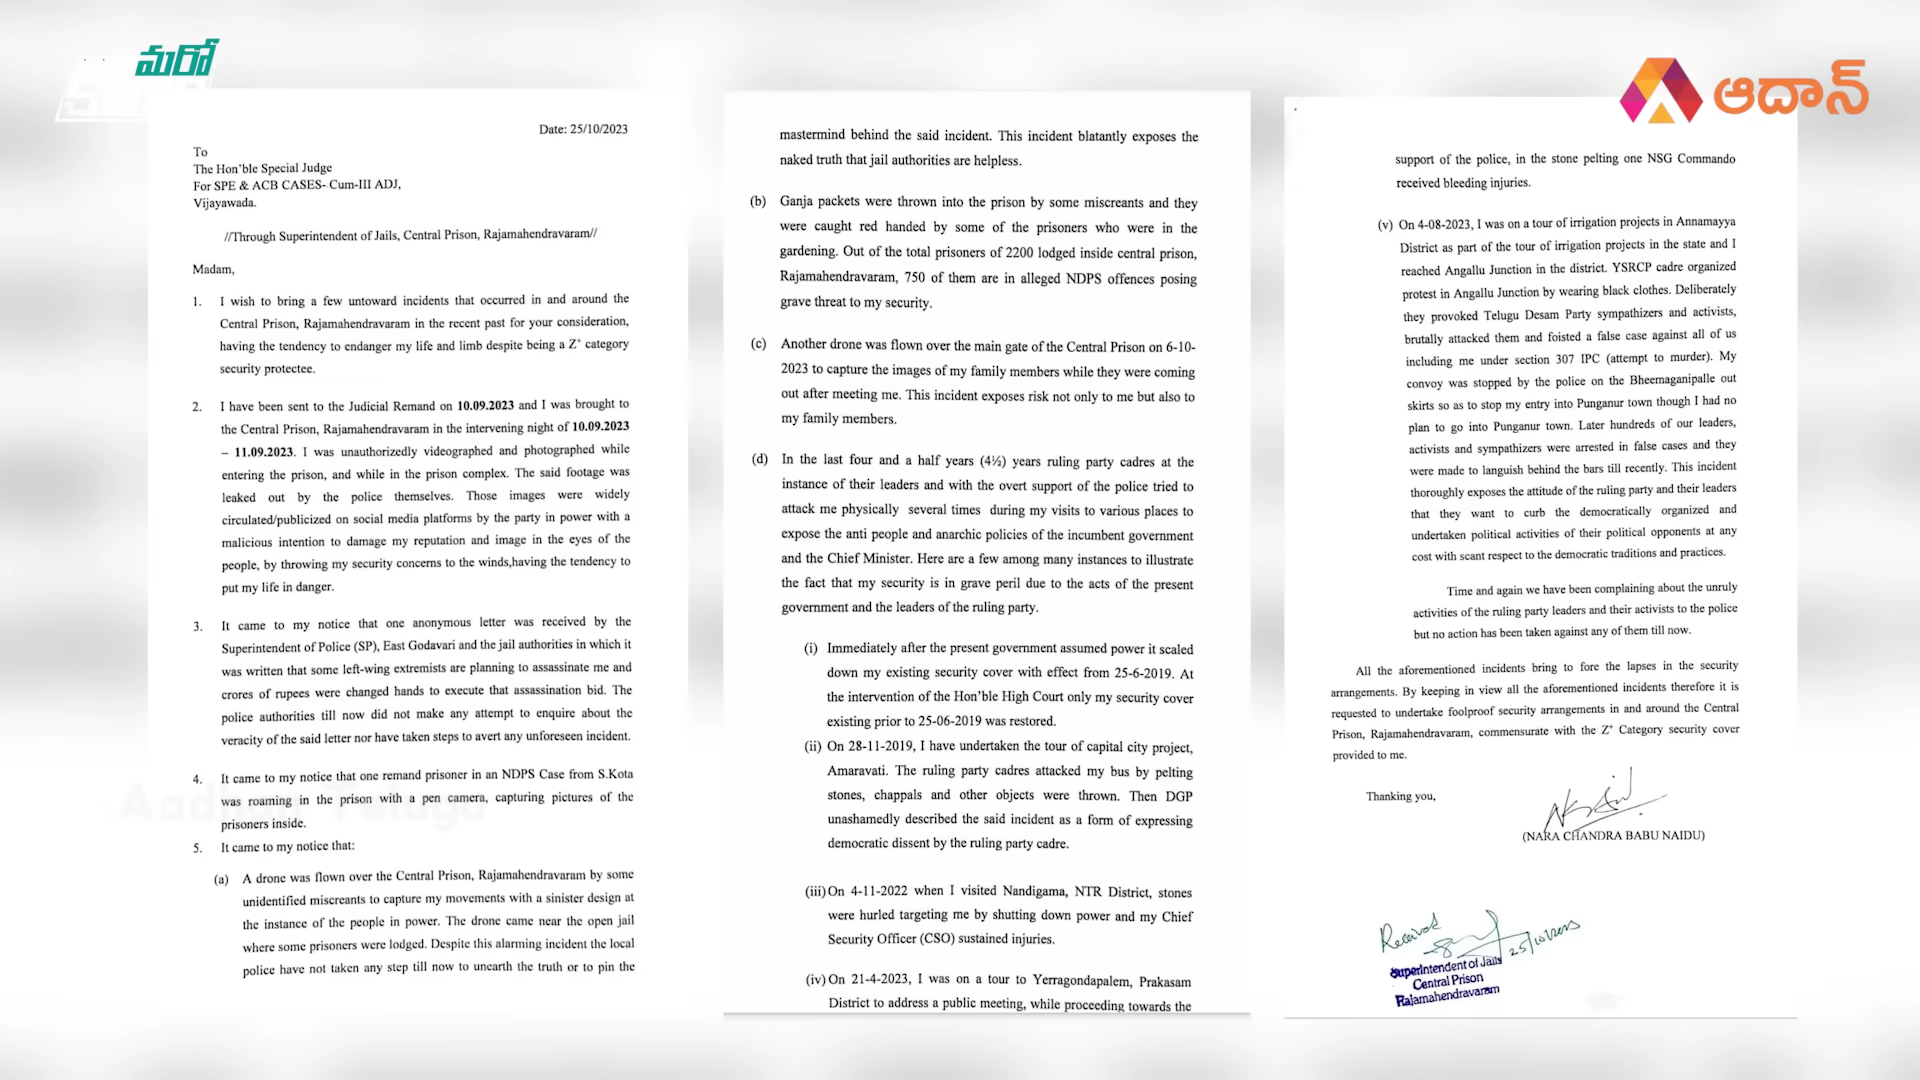 మరో
ఆదాన్
Date: 25/10/2023
To
The Hon'ble Special Judge
For SPE & ACB CASES- Cum-III ADJ,
Vijayawada.
//Through Superintendent of Jails, Central Prison, Rajamahendravaram//
Madam,
1. I wish to bring a few untoward incidents that occurred in and around the
Central Prison, Rajamahendravaram in the recent past for your consideration,
having the tendency to endanger my life and limb despite being a Z+ category
security protectee.
2. I have been sent to the Judicial Remand on 10.09.2023 and I was brought to
the Central Prison, Rajamahendravaram in the intervening night of 10.09.2023
– 11.09.2023. I was unauthorizedly videographed and photographed while
entering the prison, and while in the prison complex. The said footage was
leaked out by the police themselves. Those images were widely
circulated/publicized on social media platforms by the party in power with a
malicious intention to damage my reputation and image in the eyes of the
people, by throwing my security concerns to the winds,having the tendency to
put my life in danger.
3. It came to my notice that one anonymous letter was received by the
Superintendent of Police (SP), East Godavari and the jail authorities in which it
was written that some left-wing extremists are planning to assassinate me and
crores of rupees were changed hands to execute that assassination bid. The
police authorities till now did not make any attempt to enquire about the
veracity of the said letter nor have taken steps to avert any unforeseen incident.
4. It came to my notice that one remand prisoner in an NDPS Case from S.Kota
was roaming in the prison with a pen camera, capturing pictures of the
prisoners inside.
5. It came to my notice that:
(a) A drone was flown over the Central Prison, Rajamahendravaram by some
unidentified miscreants to capture my movements with a sinister design at
the instance of the people in power. The drone came near the open jail
where some prisoners were lodged. Despite this alarming incident the local
police have not taken any step till now to unearth the truth or to pin the
Aadhan Telugu
mastermind behind the said incident. This incident blatantly exposes the
naked truth that jail authorities are helpless.
(b) Ganja packets were thrown into the prison by some miscreants and they
were caught red handed by some of the prisoners who were in the
gardening. Out of the total prisoners of 2200 lodged inside central prison,
Rajamahendravaram, 750 of them are in alleged NDPS offences posing
grave threat to my security.
(c) Another drone was flown over the main gate of the Central Prison on 6-10-
2023 to capture the images of my family members while they were coming
out after meeting me. This incident exposes risk not only to me but also to
my family members.
(d) In the last four and a half years (4½) years ruling party cadres at the
instance of their leaders and with the overt support of the police tried to
attack me physically several times during my visits to various places to
expose the anti people and anarchic policies of the incumbent government
and the Chief Minister. Here are a few among many instances to illustrate
the fact that my security is in grave peril due to the acts of the present
government and the leaders of the ruling party.
(i) Immediately after the present government assumed power it scaled
down my existing security cover with effect from 25-6-2019. At
the intervention of the Hon'ble High Court only my security cover
existing prior to 25-06-2019 was restored.
(ii) On 28-11-2019, I have undertaken the tour of capital city project,
Amaravati. The ruling party cadres attacked my bus by pelting
stones, chappals and other objects were thrown. Then DGP
unashamedly described the said incident as a form of expressing
democratic dissent by the ruling party cadre.
(iii) On 4-11-2022 when I visited Nandigama, NTR District, stones
were hurled targeting me by shutting down power and my Chief
Security Officer (CSO) sustained injuries.
(iv) On 21-4-2023, I was on a tour to Yerragondapalem, Prakasam
District to address a public meeting, while proceeding towards the
support of the police, in the stone pelting one NSG Commando
received bleeding injuries.
(v) On 4-08-2023, I was on a tour of irrigation projects in Annamayya
District as part of the tour of irrigation projects in the state and I
reached Angallu Junction in the district. YSRCP cadre organized
protest in Angallu Junction by wearing black clothes. Deliberately
they provoked Telugu Desam Party sympathizers and activists,
brutally attacked them and foisted a false case against all of us
including me under section 307 IPC (attempt to murder). My
convoy was stopped by the police on the Bheemaganipalle out
skirts so as to stop my entry into Punganur town though I had no
plan to go into Punganur town. Later hundreds of our leaders,
activists and sympathizers were arrested in false cases and they
were made to languish behind the bars till recently. This incident
thoroughly exposes the attitude of the ruling party and their leaders
that they want to curb the democratically organized and
undertaken political activities of their political opponents at any
cost with scant respect to the democratic traditions and practices.
Time and again we have been complaining about the unruly
activities of the ruling party leaders and their activists to the police
but no action has been taken against any of them till now.
All the aforementioned incidents bring to fore the lapses in the security
arrangements. By keeping in view all the aforementioned incidents therefore it is
requested to undertake foolproof security arrangements in and around the Central
Prison, Rajamahendravaram, commensurate with the Z+ Category security cover
provided to me.
Thanking you,
(NARA CHANDRA BABU NAIDU)
Received
25/10/2023
Superintendent of Jails
Central Prison
Rajamahendravaram